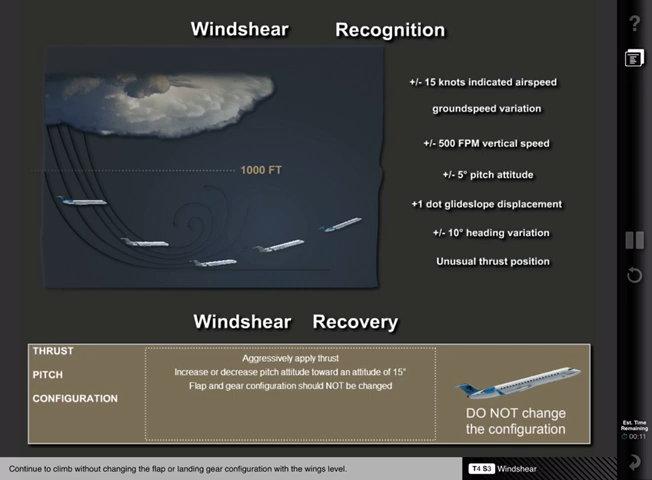 Windshear Recognition
+/- 15 knots indicated airspeed
groundspeed variation
+/- 500 FPM vertical speed
1000 FT
+/- 5° pitch attitude
+1 dot glideslope displacement
+/- 10° heading variation
Unusual thrust position
Windshear Recovery
THRUST
PITCH
CONFIGURATION
Aggressively apply thrust
Increase or decrease pitch attitude toward an attitude of 15°
Flap and gear configuration should NOT be changed
DO NOT change
the configuration
Est. Time
Remaining
00:11
Continue to climb without changing the flap or landing gear configuration with the wings level.
T4 S3 Windshear